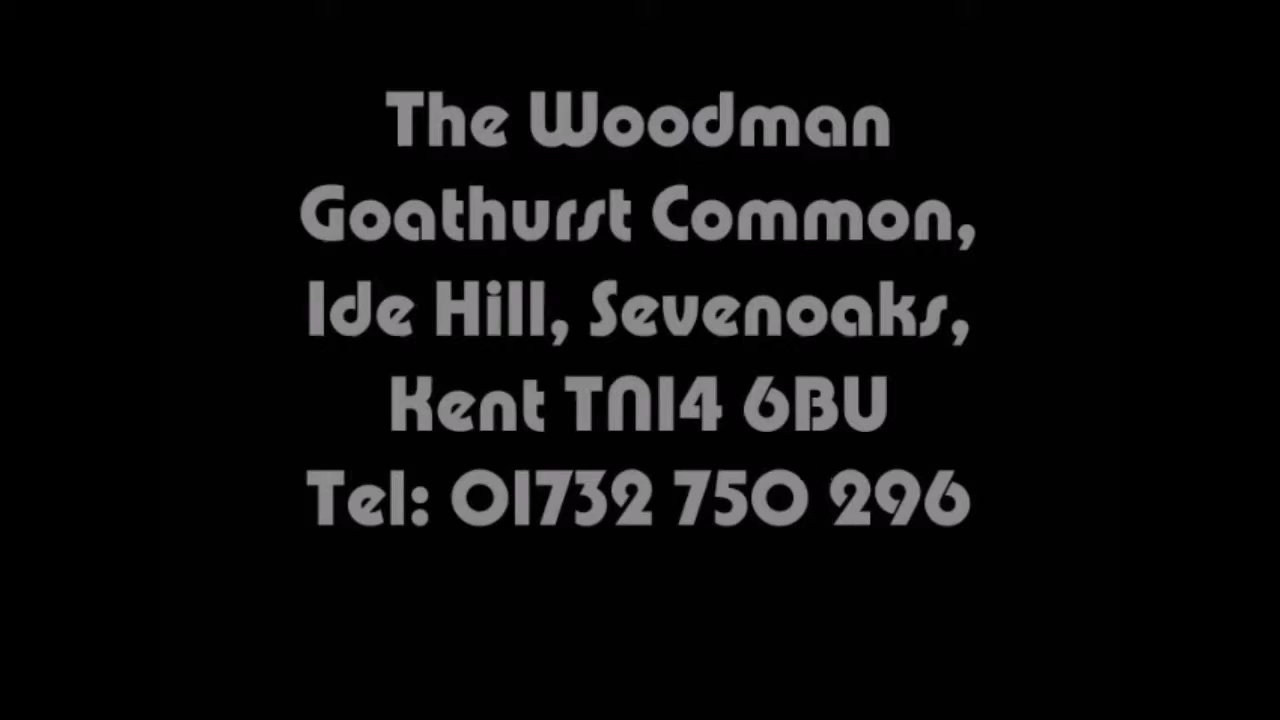 The Woodman
Goathurst Common,
Ide Hill, Sevenoaks,
Kent TN14 6BU
Tel: 01732 750 296